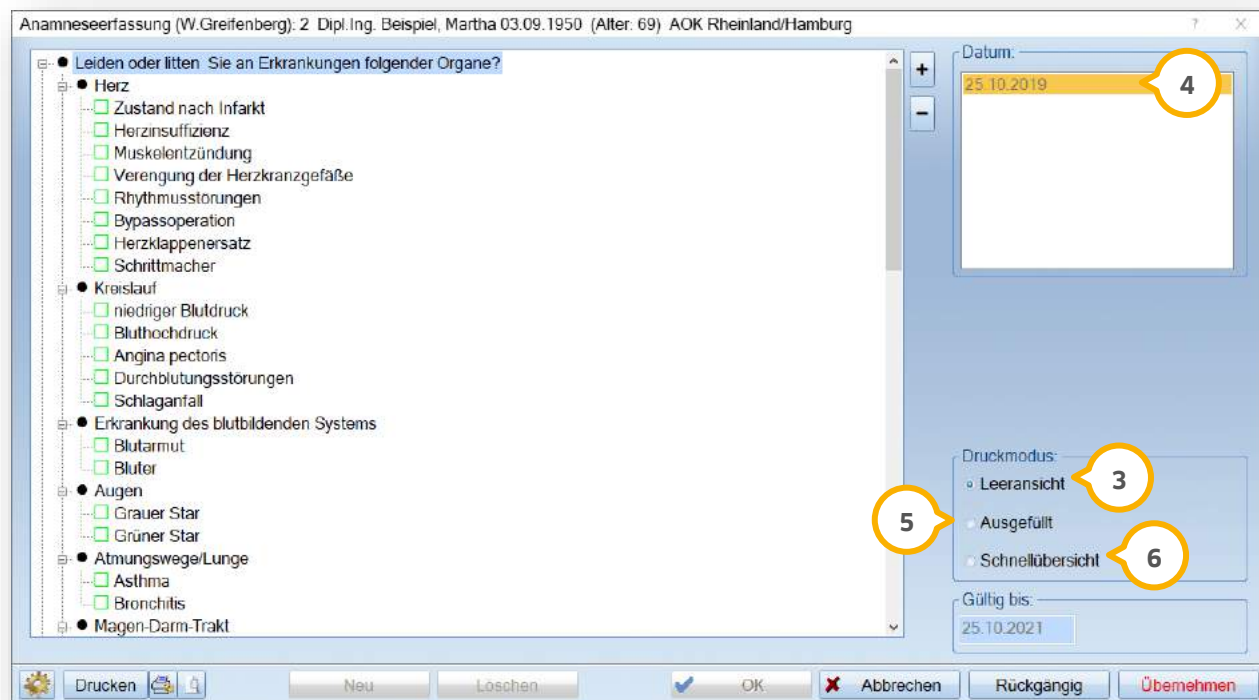 Anamneseerfassung (W.Greifenberg): 2 Dipl.Ing. Beispiel, Martha 03.09.1950 (Alter: 69) AOK Rheinland/Hamburg ? X
Leiden oder litten Sie an Erkrankungen folgender Organe?
Herz
Zustand nach Infarkt
Herzinsuffizienz
Muskelentzündung
Verengung der Herzkranzgefäße
Rhythmusstörungen
Bypassoperation
Herzklappenersatz
Schrittmacher
Kreislauf
niedriger Blutdruck
Bluthochdruck
Angina pectoris
Durchblutungsstörungen
Schlaganfall
Erkrankung des blutbildenden Systems
Blutarmut
Bluter
Augen
Grauer Star
Grüner Star
Atmungswege/Lunge
Asthma
Bronchitis
Magen-Darm-Trakt
+
-
Datum:
25.10.2019
4
Druckmodus:
Leeransicht
3
5
Ausgefüllt
Schnellübersicht
6
Gültig bis:
25.10.2021
Drucken
Neu
Löschen
OK
Abbrechen
Rückgängig
Übernehmen